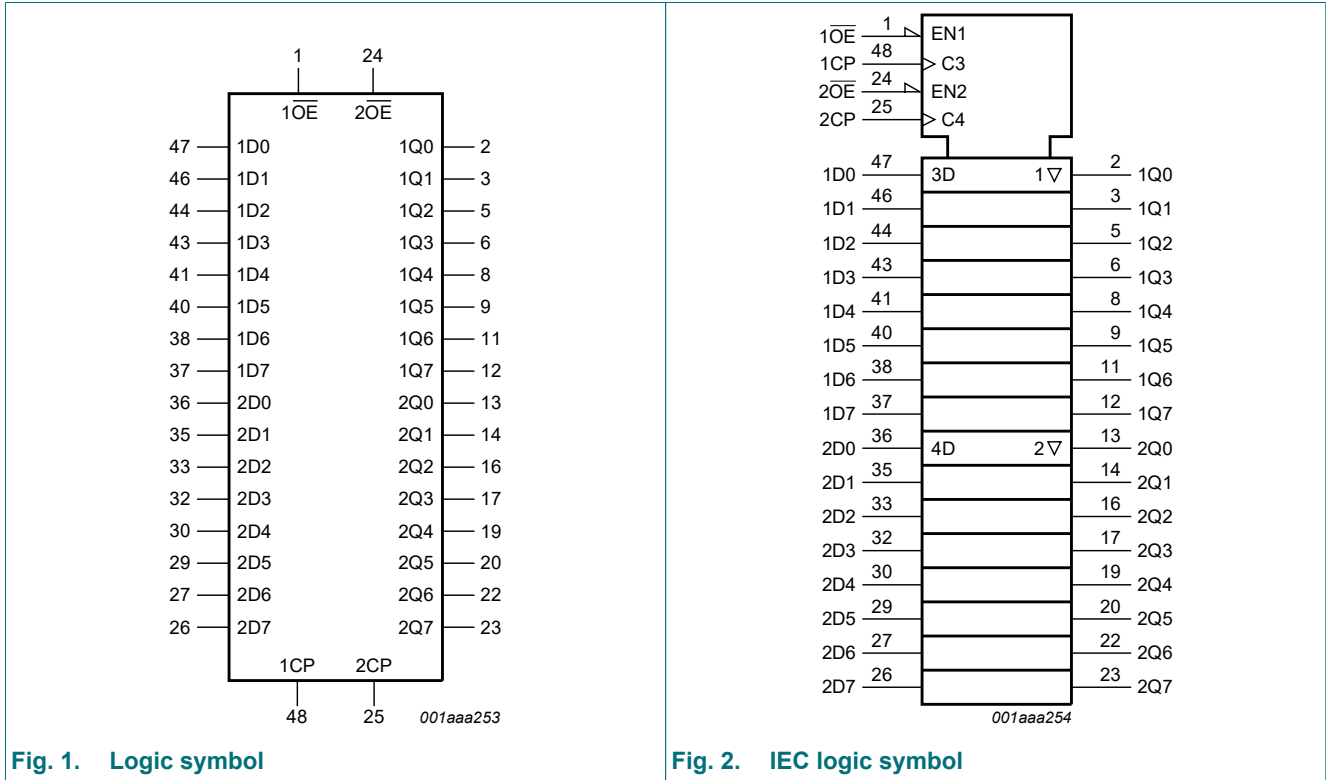 1 24
1O̅E̅ 2O̅E̅
47 1D0 1Q0 2
46 1D1 1Q1 3
44 1D2 1Q2 5
43 1D3 1Q3 6
41 1D4 1Q4 8
40 1D5 1Q5 9
38 1D6 1Q6 11
37 1D7 1Q7 12
36 2D0 2Q0 13
35 2D1 2Q1 14
33 2D2 2Q2 16
32 2D3 2Q3 17
30 2D4 2Q4 19
29 2D5 2Q5 20
27 2D6 2Q6 22
26 2D7 2Q7 23
1CP 2CP
48 25 001aaa253
Fig. 1. Logic symbol
1O̅E̅ 1 EN1
1CP 48 C3
2O̅E̅ 24 EN2
2CP 25 C4
1D0 47 3D 1▽ 2 1Q0
1D1 46 3 1Q1
1D2 44 5 1Q2
1D3 43 6 1Q3
1D4 41 8 1Q4
1D5 40 9 1Q5
1D6 38 11 1Q6
1D7 37 12 1Q7
2D0 36 4D 2▽ 13 2Q0
2D1 35 14 2Q1
2D2 33 16 2Q2
2D3 32 17 2Q3
2D4 30 19 2Q4
2D5 29 20 2Q5
2D6 27 22 2Q6
2D7 26 23 2Q7
001aaa254
Fig. 2. IEC logic symbol